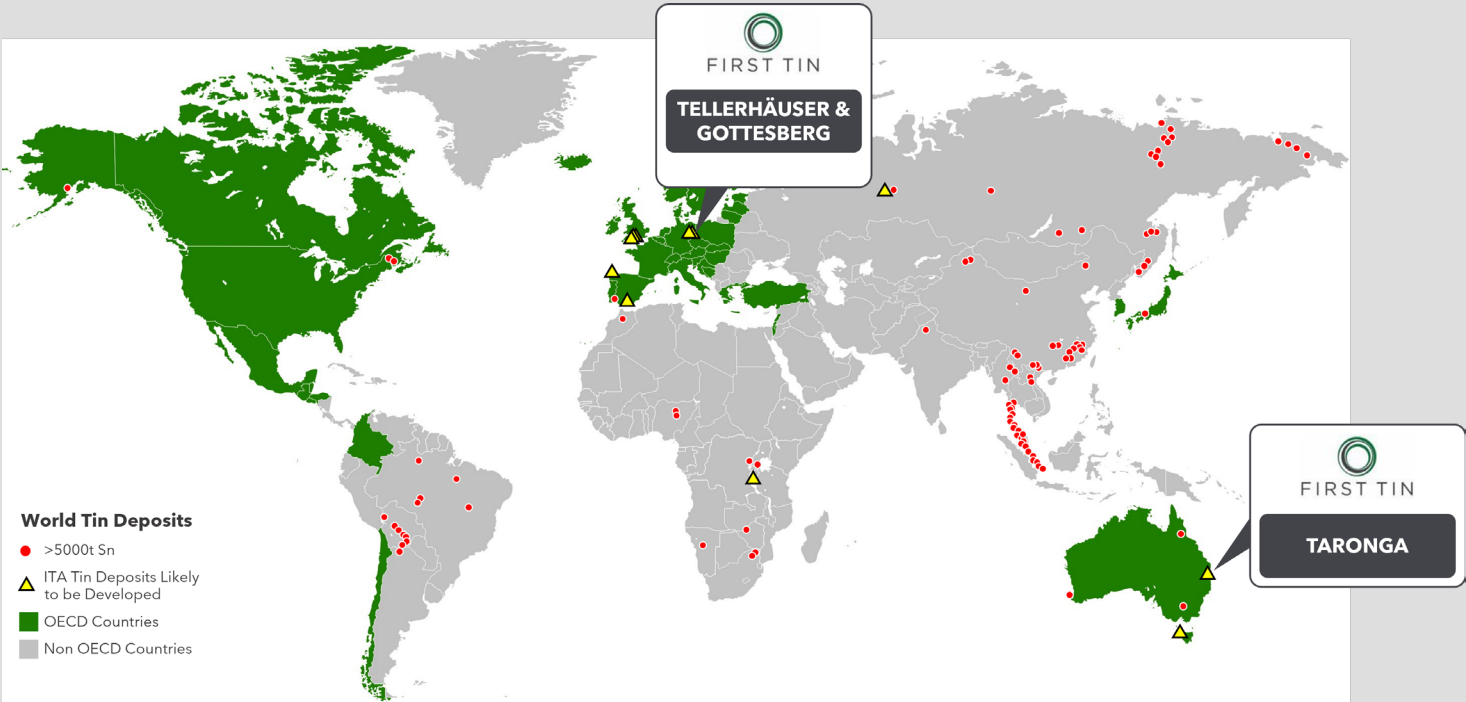 FIRST TIN
TELLERHÄUSER &
GOTTESBERG
FIRST TIN
TARONGA
World Tin Deposits
>5000t Sn
ITA Tin Deposits Likely
to be Developed
OECD Countries
Non OECD Countries